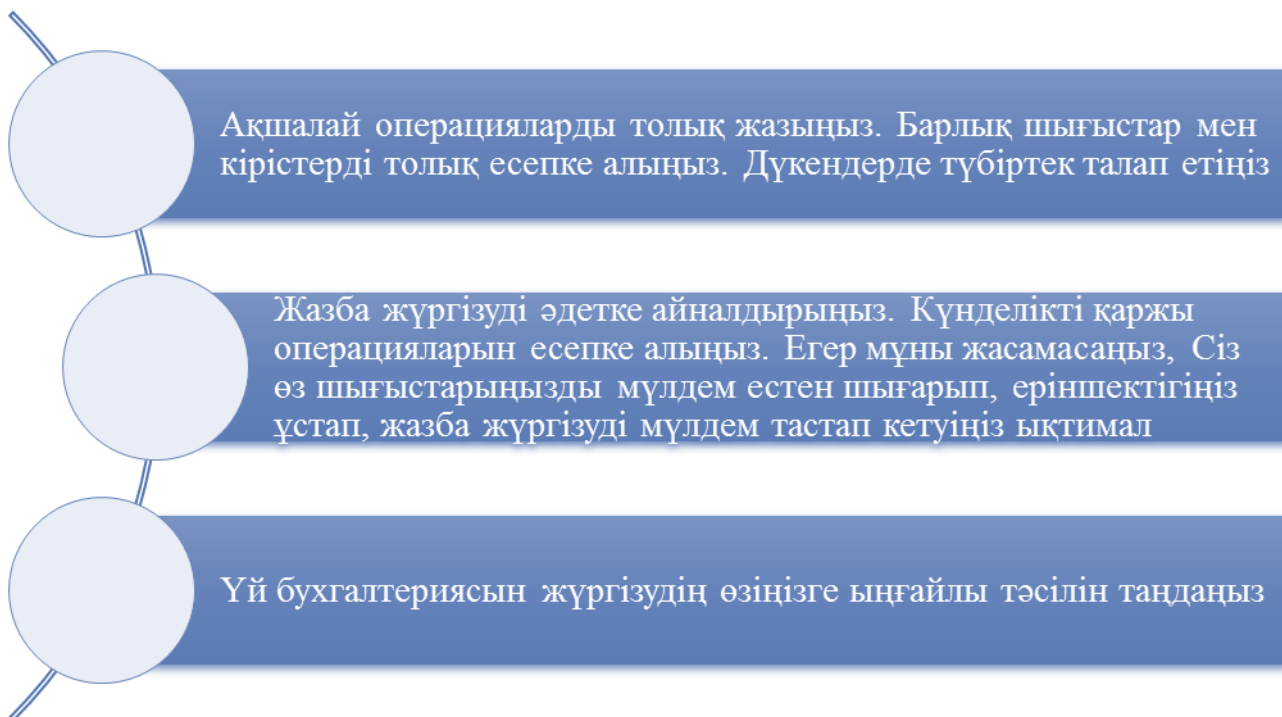 Ақшалай операцияларды толық жазыңыз. Барлық шығыстар мен
кірістерді толық есепке алыңыз. Дүкендерде түбіртек талап етіңіз
Жазба жүргізуді әдетке айналдырыңыз. Күнделікті қаржы
операцияларын есепке алыңыз. Егер мұны жасамасаңыз, Сіз
өз шығыстарыңызды мүлдем естен шығарып, еріншектігіңіз
ұстап, жазба жүргізуді мүлдем тастап кетуіңіз ықтимал
Үй бухгалтериясын жүргізудің өзіңізге ыңғайлы тәсілін таңдаңыз